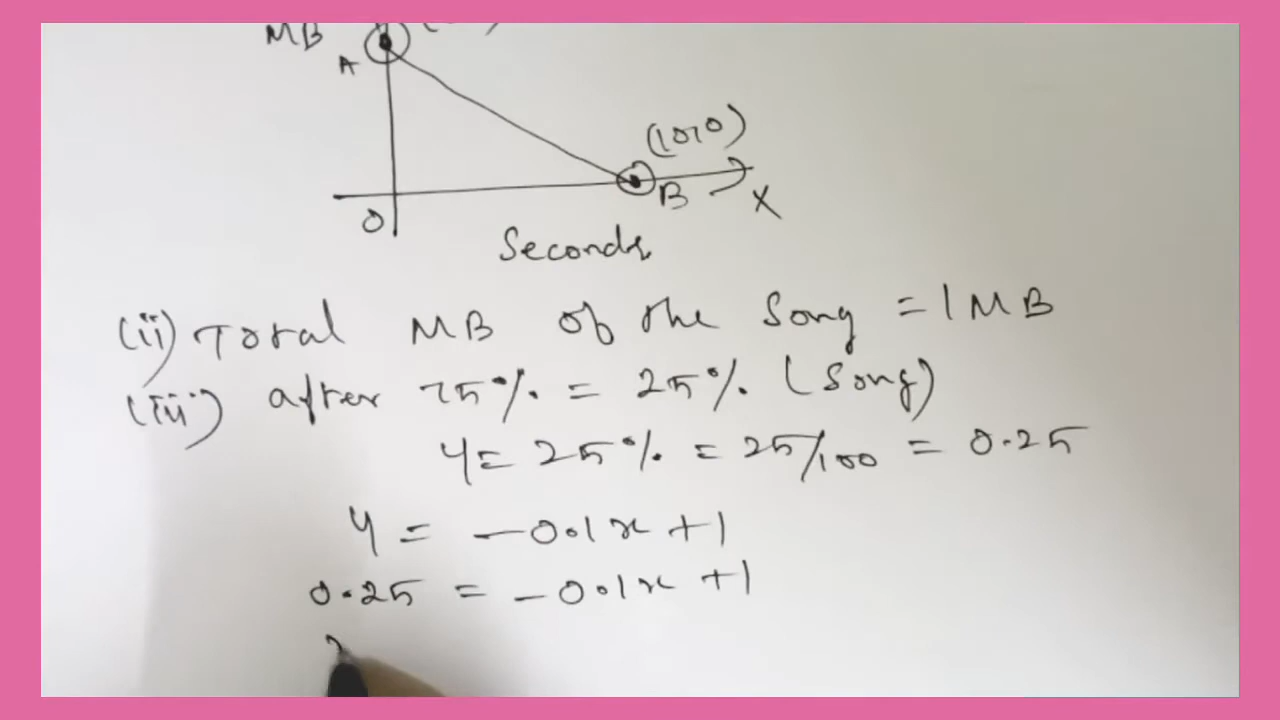 MB
A
(10,0)
B
X
O
Seconds
(ii) Total MB of the Song = 1 MB
(iii) after 75% = 25% (Song)
y = 25% = 25/100 = 0.25
y = -0.1x + 1
0.25 = -0.1x + 1